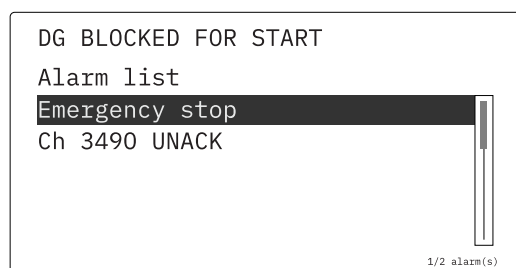 DG BLOCKED FOR START
Alarm list
Emergency stop
Ch 3490 UNACK
1/2 alarm(s)